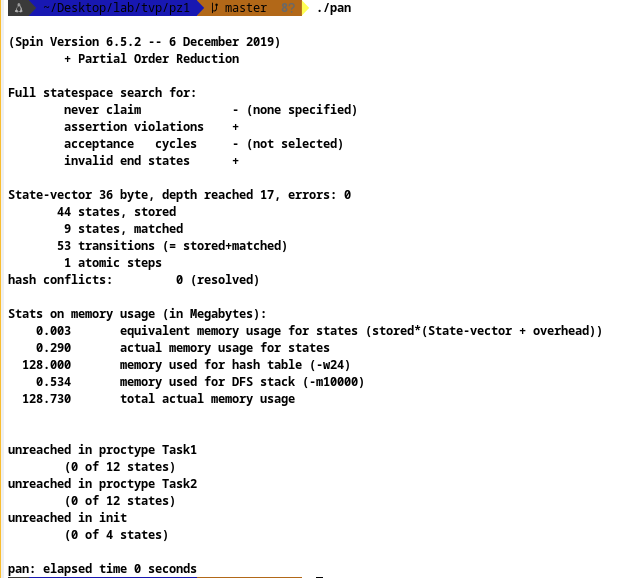 ~/Desktop/lab/tvp/pz1 master 8? ./pan
(Spin Version 6.5.2 -- 6 December 2019)
+ Partial Order Reduction
Full statespace search for:
never claim - (none specified)
assertion violations +
acceptance cycles - (not selected)
invalid end states +
State-vector 36 byte, depth reached 17, errors: 0
44 states, stored
9 states, matched
53 transitions (= stored+matched)
1 atomic steps
hash conflicts: 0 (resolved)
Stats on memory usage (in Megabytes):
0.003 equivalent memory usage for states (stored*(State-vector + overhead))
0.290 actual memory usage for states
128.000 memory used for hash table (-w24)
0.534 memory used for DFS stack (-m10000)
128.730 total actual memory usage
unreached in proctype Task1
(0 of 12 states)
unreached in proctype Task2
(0 of 12 states)
unreached in init
(0 of 4 states)
pan: elapsed time 0 seconds